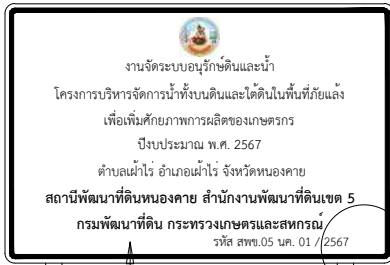 งานจัดระบบอนุรักษ์ดินและน้ำ
โครงการบริหารจัดการน้ำทั้งบนดินและใต้ดินในพื้นที่ภัยแล้ง
เพื่อเพิ่มศักยภาพการผลิตของเกษตรกร
ปีงบประมาณ พ.ศ. 2567
ตำบลเฝ้าไร่ อำเภอเฝ้าไร่ จังหวัดหนองคาย
สถานีพัฒนาที่ดินหนองคาย สำนักงานพัฒนาที่ดินเขต 5
กรมพัฒนาที่ดิน กระทรวงเกษตรและสหกรณ์
รหัส สพข.05 นค. 01 / 2567